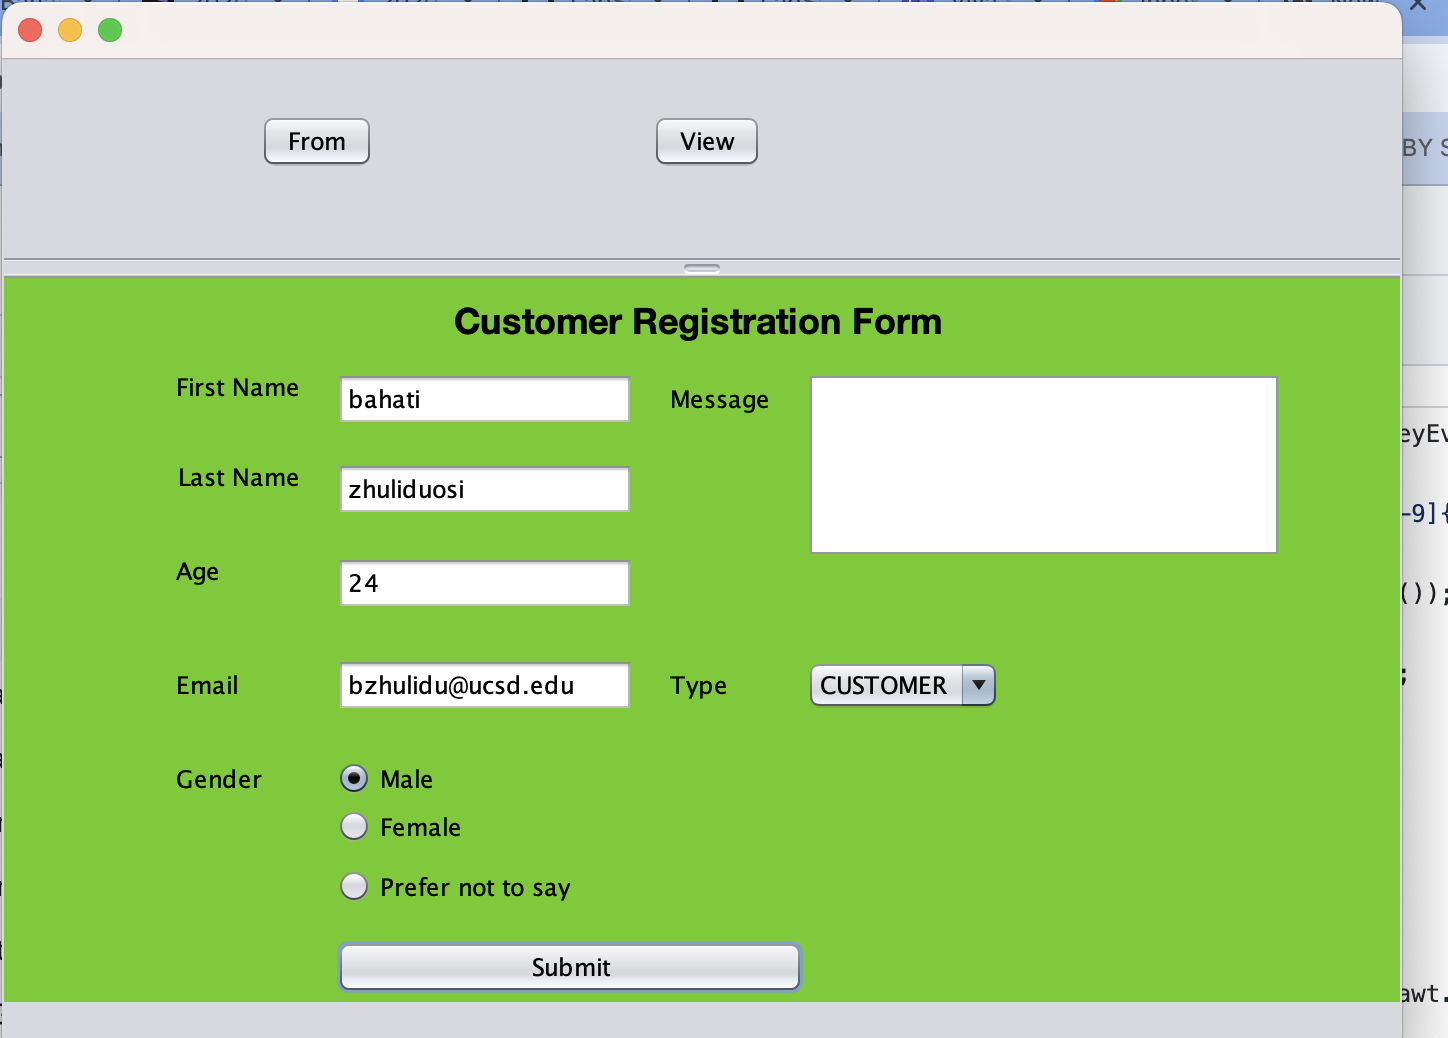 From
View
Customer Registration Form
First Name
bahati
Message
Last Name
zhuliduosi
Age
24
Email
bzhulidu@ucsd.edu
Type
CUSTOMER
Gender
Male
Female
Prefer not to say
Submit
BY S
eyEv
-9]{
());
;
awt.